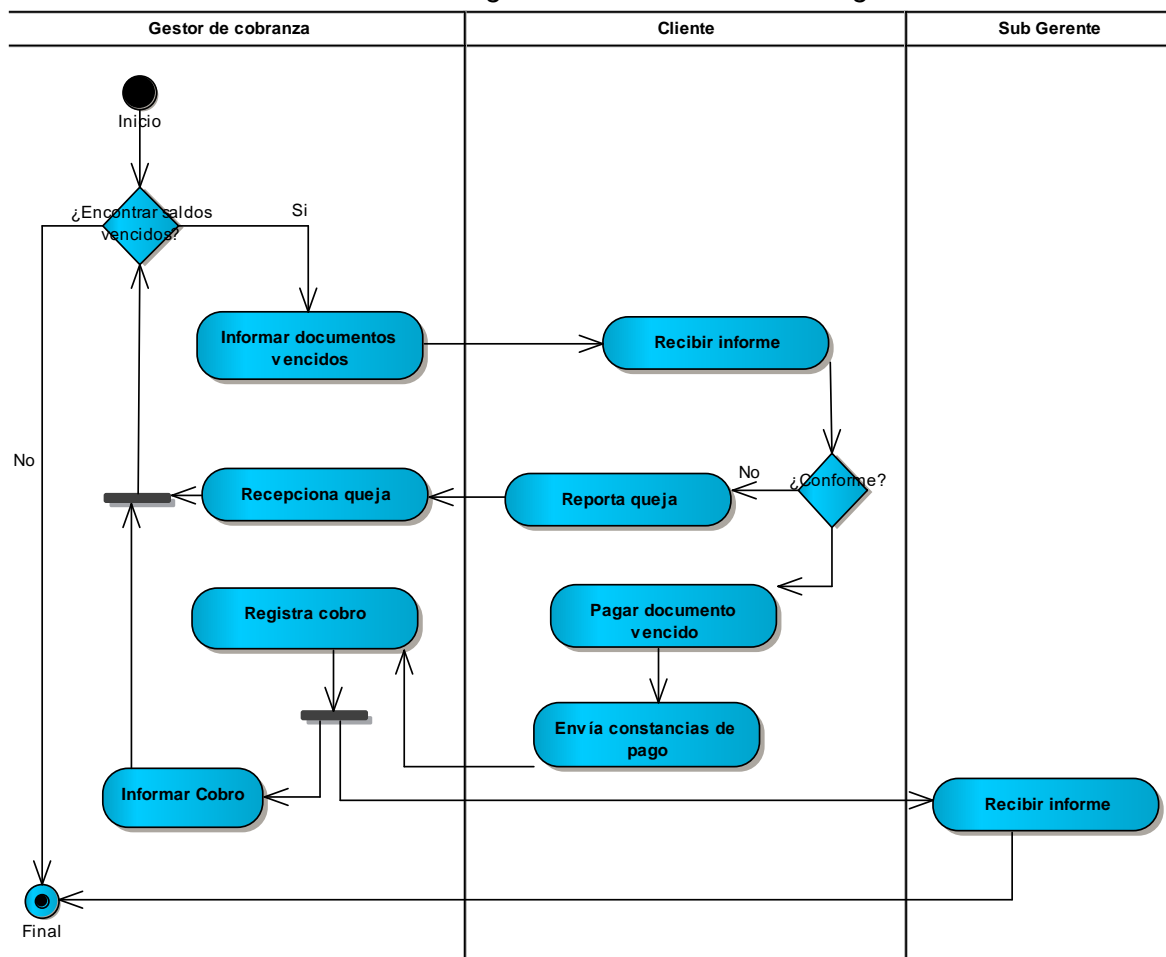 Gestor de cobranza
Cliente
Sub Gerente
Inicio
¿Encontrar saldos
vencidos?
Si
Informar documentos
vencidos
Recibir informe
No
¿Conforme?
No
Recepciona queja
Reporta queja
Registra cobro
Pagar documento
vencido
Envía constancias de
pago
Informar Cobro
Recibir informe
Final